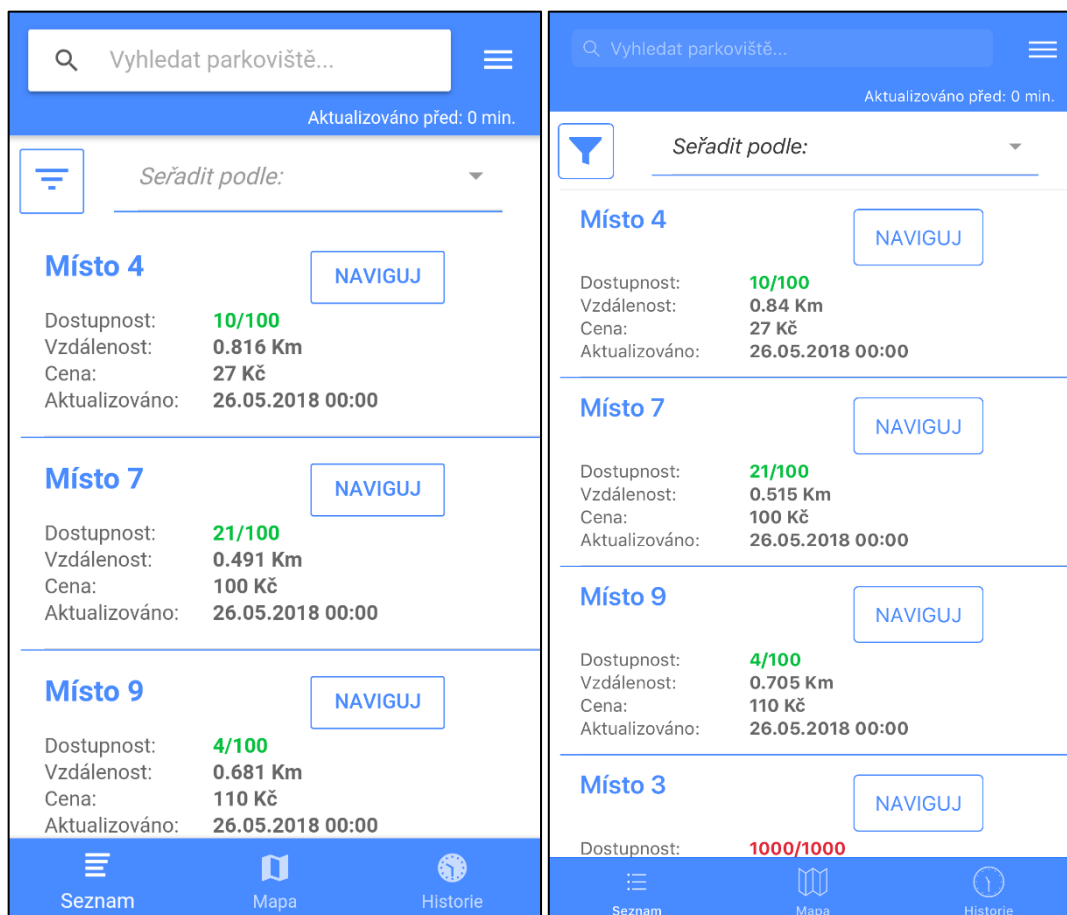 Vyhledat parkoviště...
Aktualizováno před: 0 min.
Seřadit podle:
Místo 4
NAVIGUJ
Dostupnost: 10/100
Vzdálenost: 0.816 Km
Cena: 27 Kč
Aktualizováno: 26.05.2018 00:00
Místo 7
NAVIGUJ
Dostupnost: 21/100
Vzdálenost: 0.491 Km
Cena: 100 Kč
Aktualizováno: 26.05.2018 00:00
Místo 9
NAVIGUJ
Dostupnost: 4/100
Vzdálenost: 0.681 Km
Cena: 110 Kč
Aktualizováno: 26.05.2018 00:00
Seznam Mapa Historie
Vyhledat parkoviště...
Aktualizováno před: 0 min.
Seřadit podle:
Místo 4
NAVIGUJ
Dostupnost: 10/100
Vzdálenost: 0.84 Km
Cena: 27 Kč
Aktualizováno: 26.05.2018 00:00
Místo 7
NAVIGUJ
Dostupnost: 21/100
Vzdálenost: 0.515 Km
Cena: 100 Kč
Aktualizováno: 26.05.2018 00:00
Místo 9
NAVIGUJ
Dostupnost: 4/100
Vzdálenost: 0.705 Km
Cena: 110 Kč
Aktualizováno: 26.05.2018 00:00
Místo 3
NAVIGUJ
Dostupnost: 1000/1000
Seznam Mapa Historie